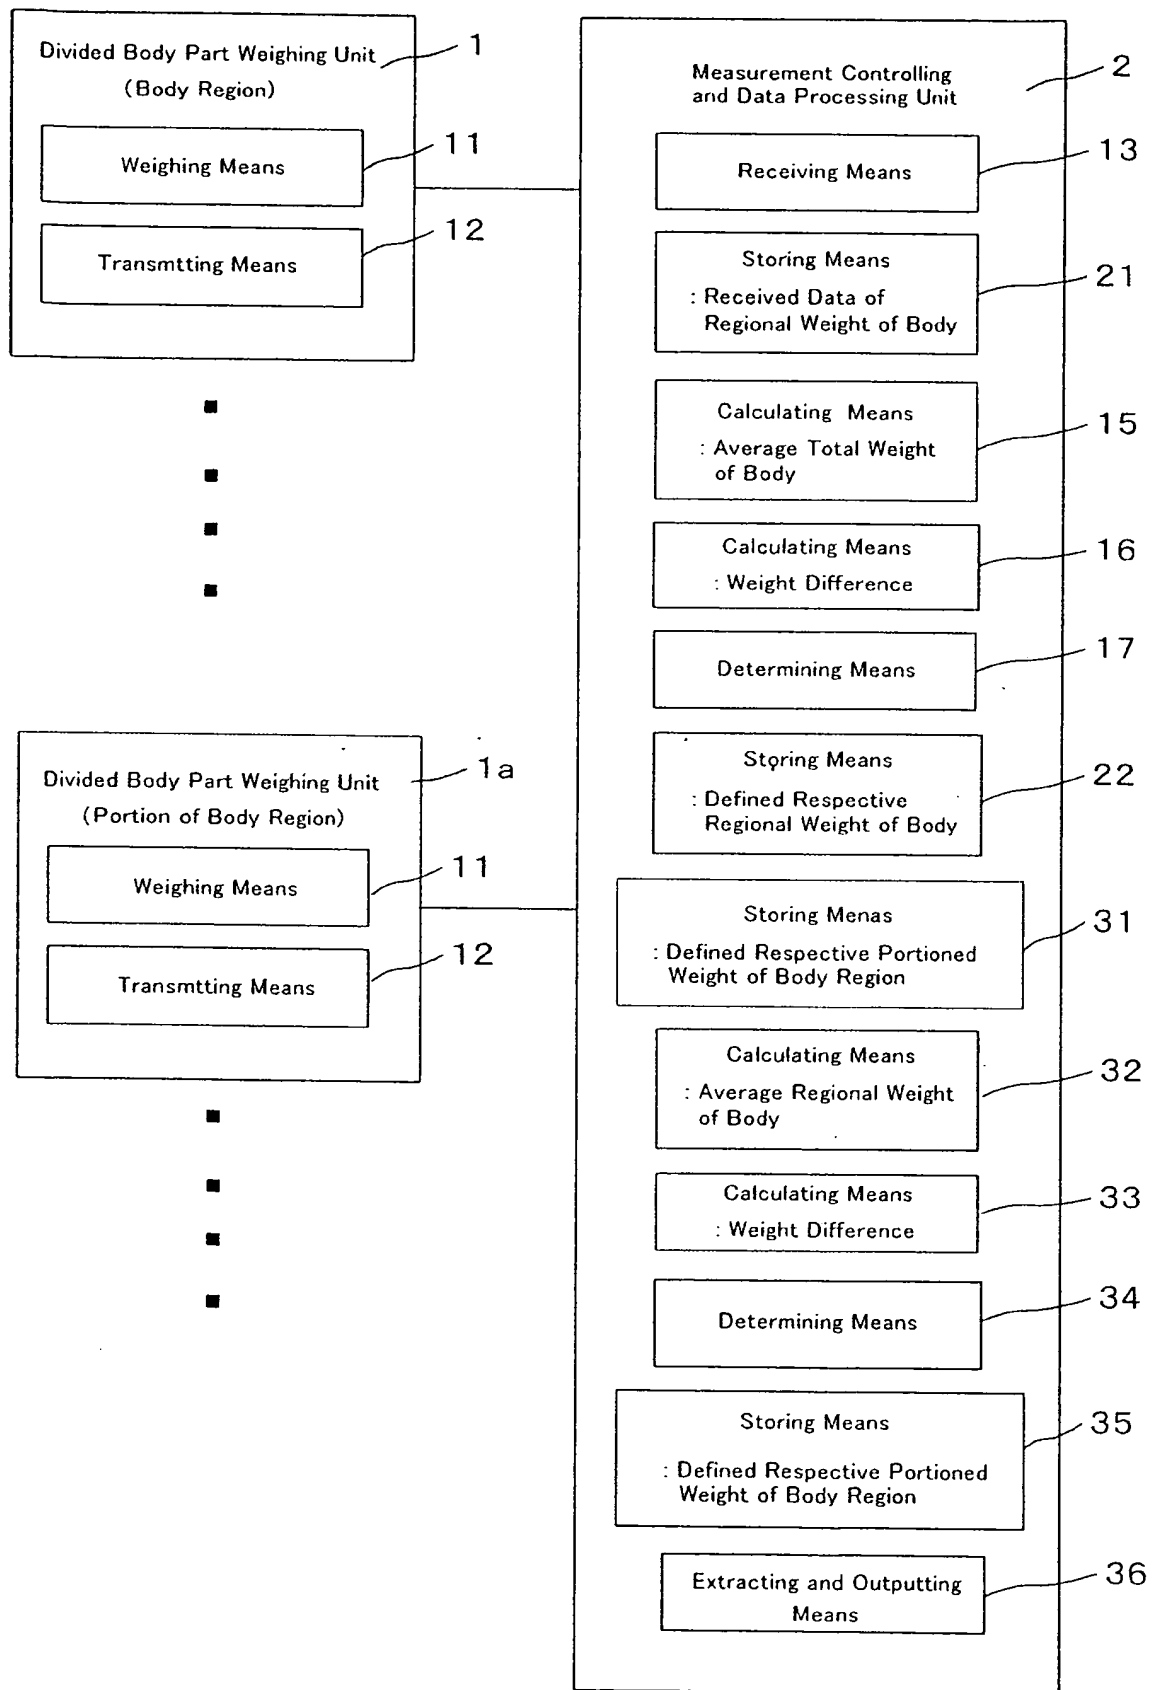 Divided Body Part Weighing Unit
(Body Region)
1
Weighing Means
11
Transmtting Means
12
Divided Body Part Weighing Unit
(Portion of Body Region)
1a
Weighing Means
11
Transmtting Means
12
Measurement Controlling
and Data Processing Unit
2
Receiving Means
13
Storing Means
: Received Data of
Regional Weight of Body
21
Calculating Means
: Average Total Weight
of Body
15
Calculating Means
: Weight Difference
16
Determining Means
17
Storing Means
: Defined Respective
Regional Weight of Body
22
Storing Menas
: Defined Respective Portioned
Weight of Body Region
31
Calculating Means
: Average Regional Weight
of Body
32
Calculating Means
: Weight Difference
33
Determining Means
34
Storing Means
: Defined Respective Portioned
Weight of Body Region
35
Extracting and Outputting
Means
36